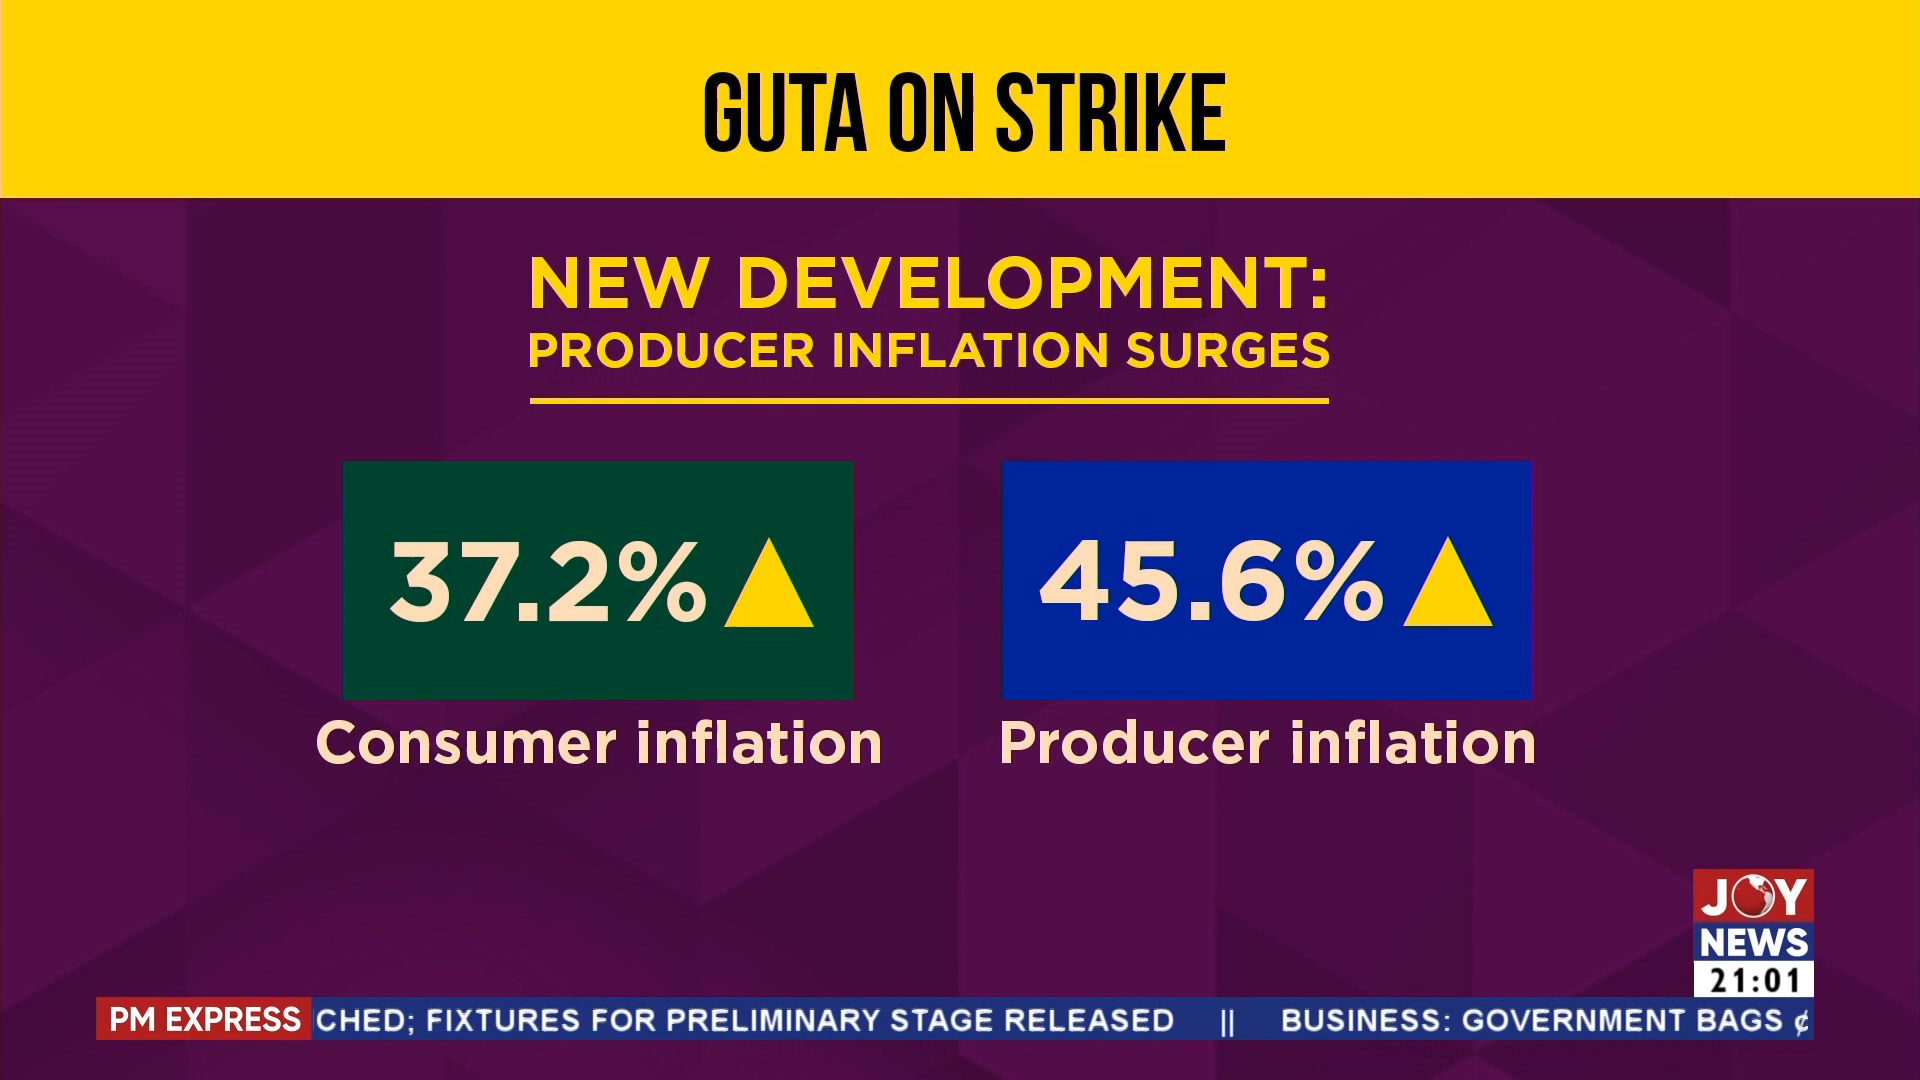 GUTA ON STRIKE
NEW DEVELOPMENT:
PRODUCER INFLATION SURGES
37.2%
45.6%
Consumer inflation
Producer inflation
JOY
NEWS
21:01
PM EXPRESS
CHED; FIXTURES FOR PRELIMINARY STAGE RELEASED || BUSINESS: GOVERNMENT BAGS ¢